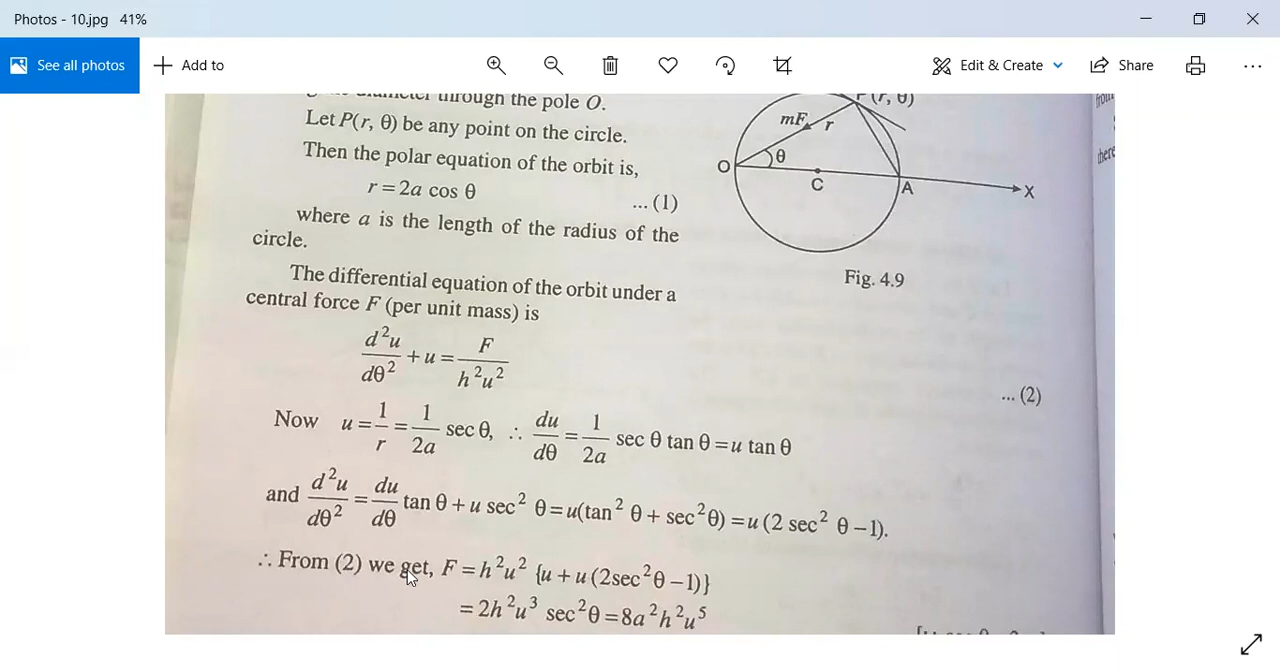 Photos - 10.jpg 41%
See all photos
Add to
Edit & Create
Share
through the pole O.
Let P(r, θ) be any point on the circle.
Then the polar equation of the orbit is,
r = 2a cos θ ... (1)
where a is the length of the radius of the
circle.
The differential equation of the orbit under a
central force F (per unit mass) is
d²u/dθ² + u = F/h²u² ... (2)
Now u = 1/r = 1/2a sec θ, ∴ du/dθ = 1/2a sec θ tan θ = u tan θ
and d²u/dθ² = du/dθ tan θ + u sec² θ = u(tan² θ + sec² θ) = u (2 sec² θ – 1).
∴ From (2) we get, F = h²u² {u + u (2sec²θ – 1)}
= 2h²u³ sec²θ = 8a²h²u⁵
P (r, θ)
mF
r
θ
O
C
A
X
Fig. 4.9